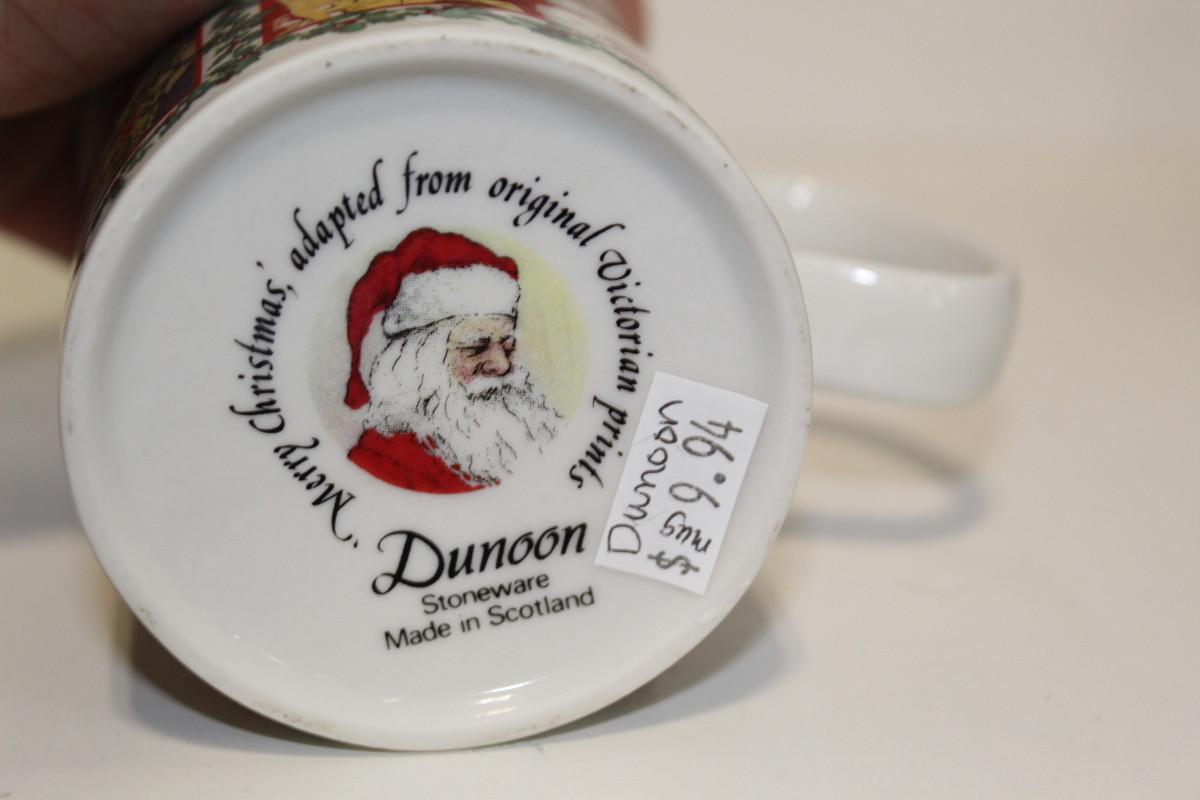 'Merry Christmas', adapted from original Victorian prints
Dunoon
Stoneware
Made in Scotland
Dunoon
mug
$6.94